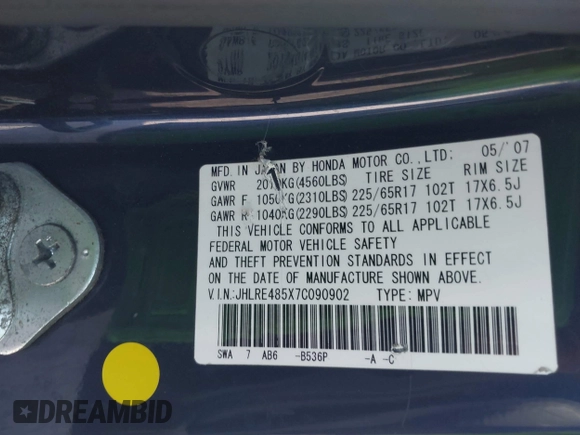 MFD. IN JAPAN BY HONDA MOTOR CO., LTD: 05/'07
GVWR KG(4560LBS) TIRE SIZE RIM SIZE
GAWR F 1050KG(2310LBS) 225/65R17 102T 17X6.5J
GAWR R 1040KG(2290LBS) 225/65R17 102T 17X6.5J
THIS VEHICLE CONFORMS TO ALL APPLICABLE
FEDERAL MOTOR VEHICLE SAFETY
AND THEFT PREVENTION STANDARDS IN EFFECT
ON THE DATE OF MANUFACTURE SHOWN ABOVE.
V.I.N:JHLRE485X7C090902 TYPE: MPV
SWA 7 AB6 -B536P -A -C
DREAMBID